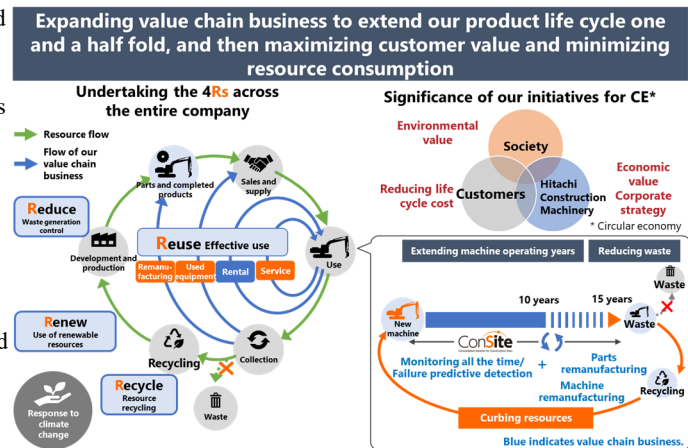 Expanding value chain business to extend our product life cycle one
and a half fold, and then maximizing customer value and minimizing
resource consumption
Undertaking the 4Rs across
the entire company
Resource flow
Flow of our
value chain
business
Parts and completed
products
Sales and
supply
Reduce
Waste generation
control
Reuse Effective use
Remanu-
facturing
Used
equipment
Rental
Service
Use
Development and
production
Renew
Use of renewable
resources
Recycling
Collection
Recycle
Resource
recycling
Waste
Response to
climate
change
Significance of our initiatives for CE*
Environmental
value
Society
Reducing life
cycle cost
Customers
Hitachi
Construction
Machinery
Economic
value
Corporate
strategy
* Circular economy
Extending machine operating years
Reducing waste
Waste
10 years
15 years
New
machine
Waste
ConSite
Monitoring all the time/
Failure predictive detection
+
Parts
remanufacturing
Machine
remanufacturing
Recycling
Curbing resources
Blue indicates value chain business.